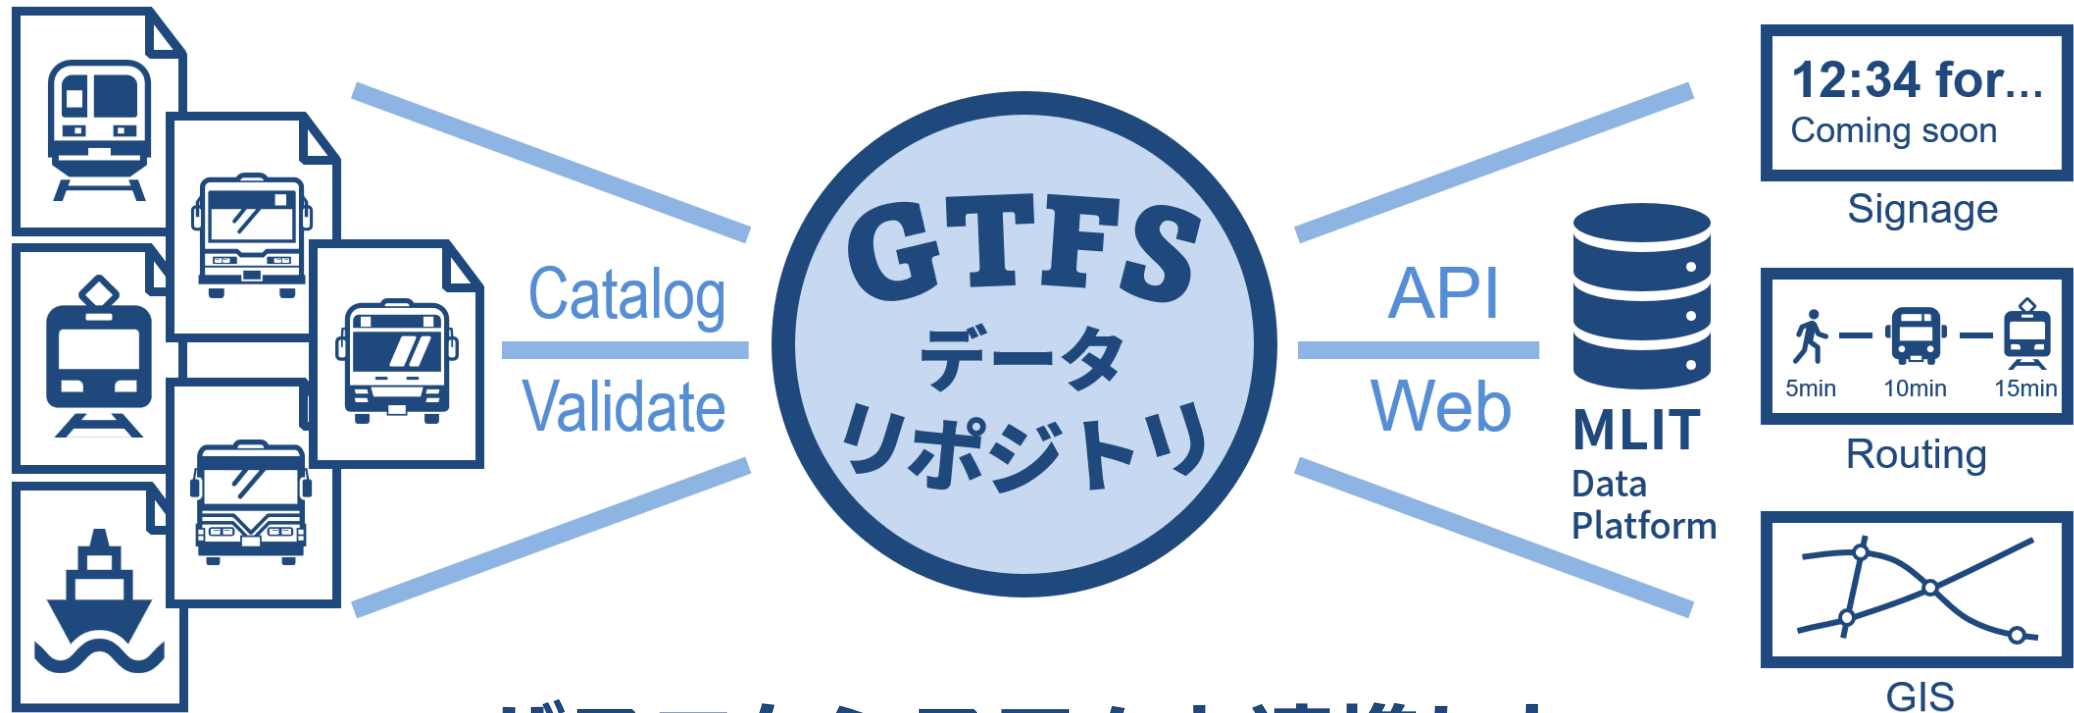 Catalog
Validate
GTFS
データ
リポジトリ
API
Web
MLIT
Data
Platform
12:34 for...
Coming soon
Signage
5min 10min 15min
Routing
GIS